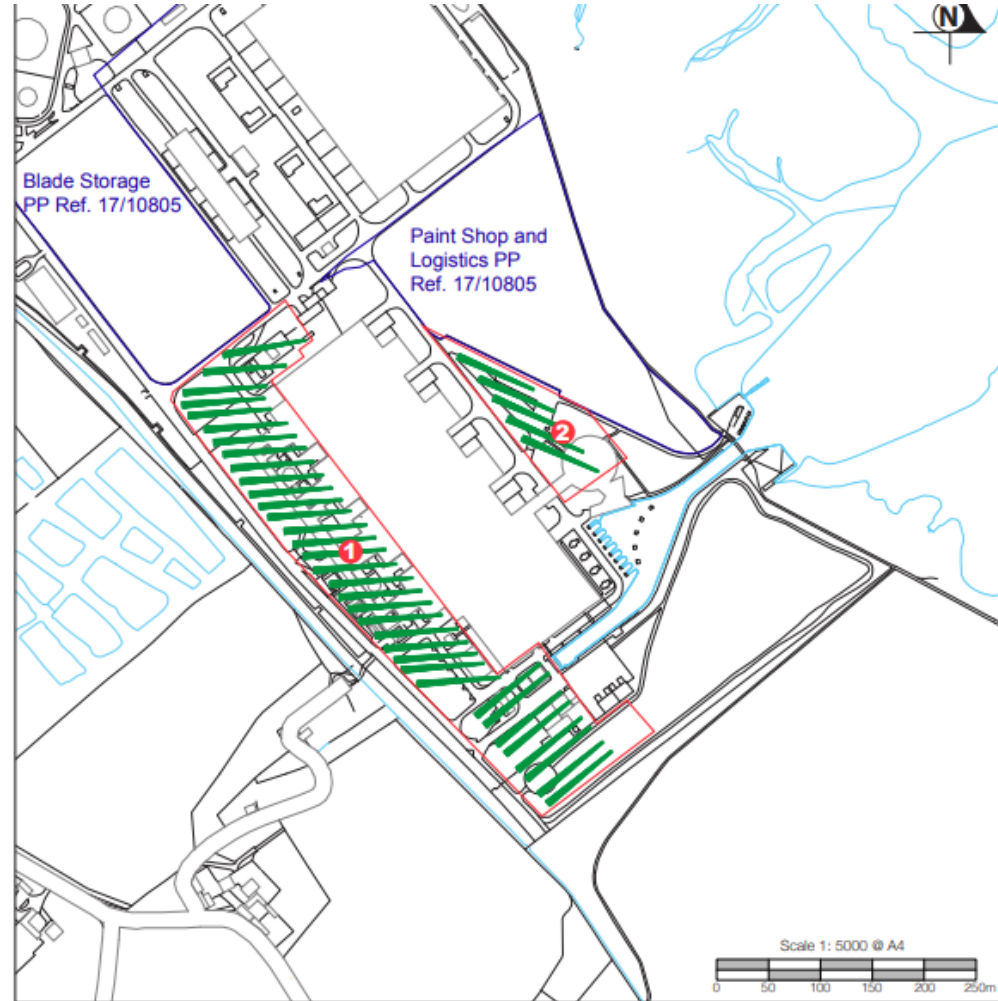 N
Blade Storage
PP Ref. 17/10805
Paint Shop and
Logistics PP
Ref. 17/10805
2
1
Scale 1: 5000 @ A4
0 50 100 150 200 250m